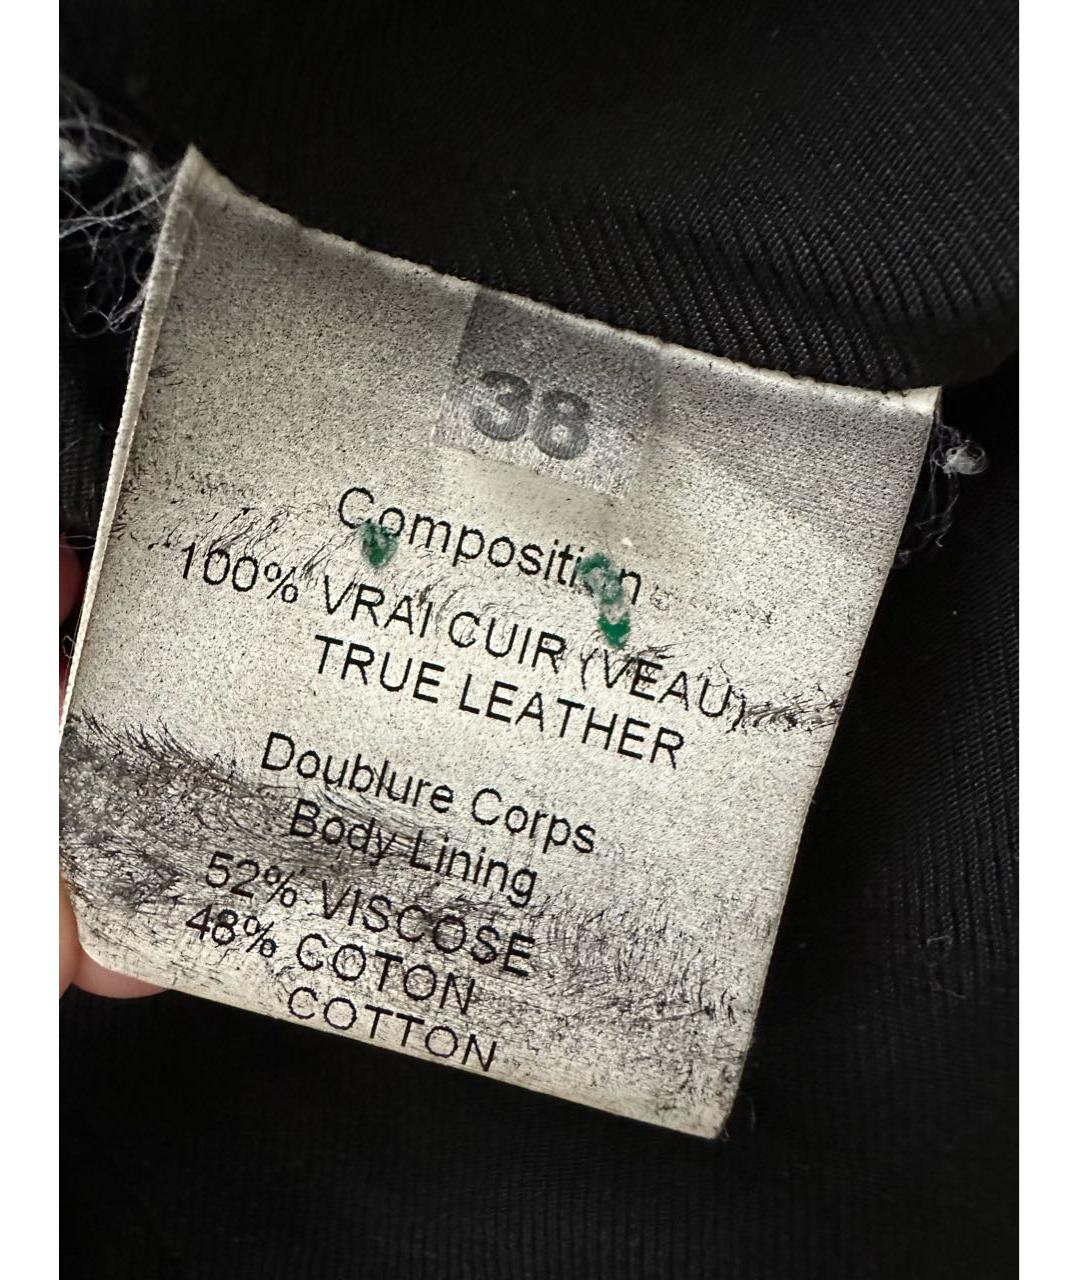 38
Composition
100% VRAI CUIR (VEAU)
TRUE LEATHER
Doublure Corps
Body Lining
52% VISCOSE
48% COTON
COTTON